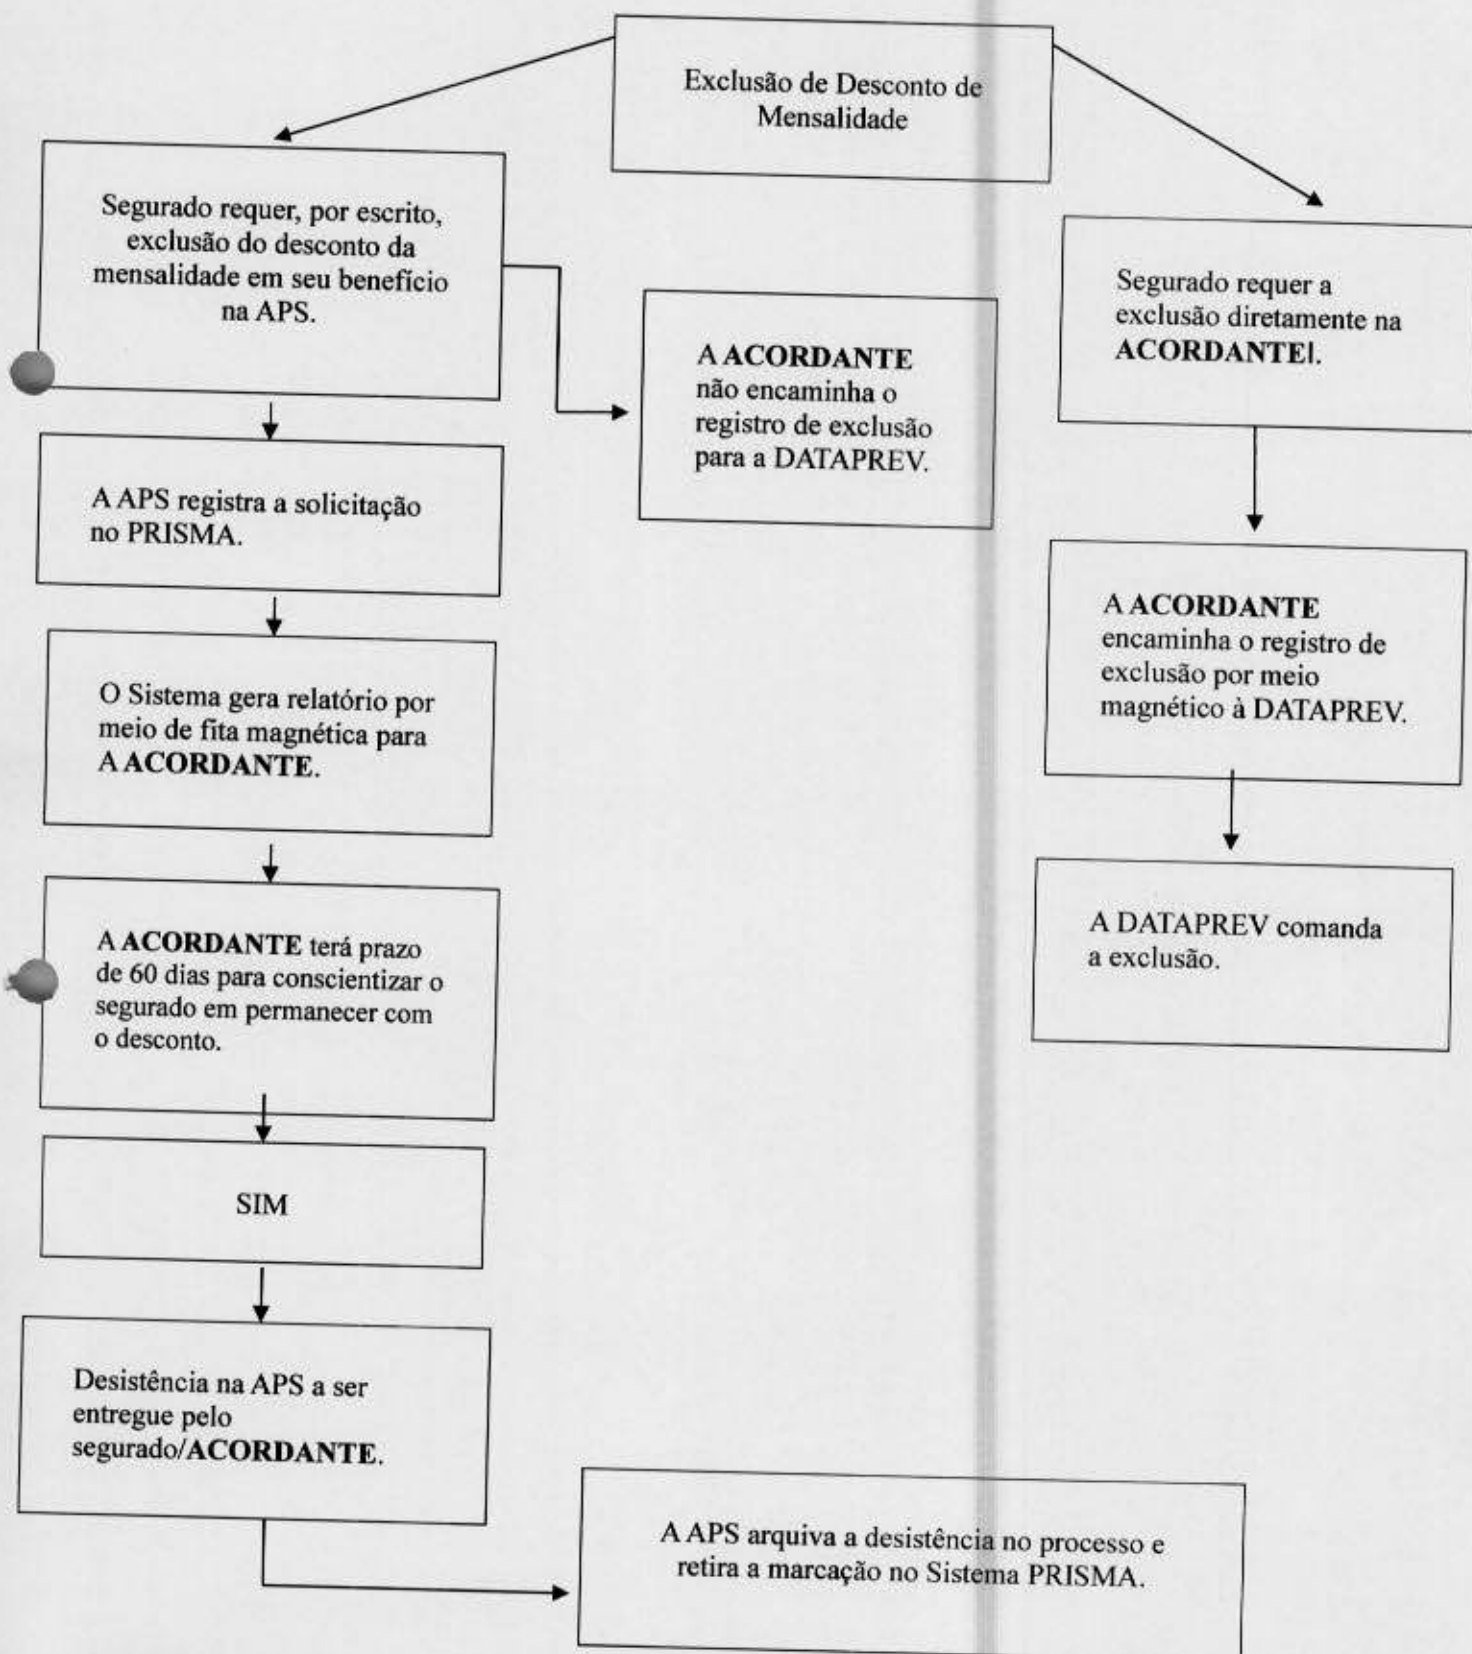 Exclusão de Desconto de
Mensalidade
Segurado requer, por escrito,
exclusão do desconto da
mensalidade em seu benefício
na APS.
A ACORDANTE
não encaminha o
registro de exclusão
para a DATAPREV.
Segurado requer a
exclusão diretamente na
ACORDANTEI.
A APS registra a solicitação
no PRISMA.
A ACORDANTE
encaminha o registro de
exclusão por meio
magnético à DATAPREV.
O Sistema gera relatório por
meio de fita magnética para
A ACORDANTE.
A DATAPREV comanda
a exclusão.
A ACORDANTE terá prazo
de 60 dias para conscientizar o
segurado em permanecer com
o desconto.
SIM
Desistência na APS a ser
entregue pelo
segurado/ACORDANTE.
A APS arquiva a desistência no processo e
retira a marcação no Sistema PRISMA.